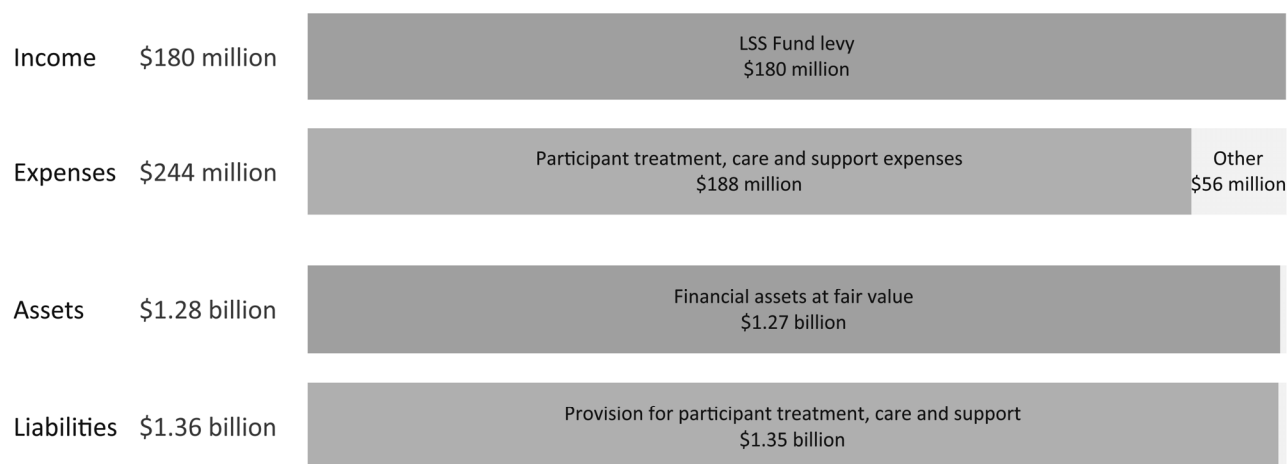 Income $180 million
LSS Fund levy
$180 million
Expenses $244 million
Participant treatment, care and support expenses
$188 million
Other
$56 million
Assets $1.28 billion
Financial assets at fair value
$1.27 billion
Liabilities $1.36 billion
Provision for participant treatment, care and support
$1.35 billion